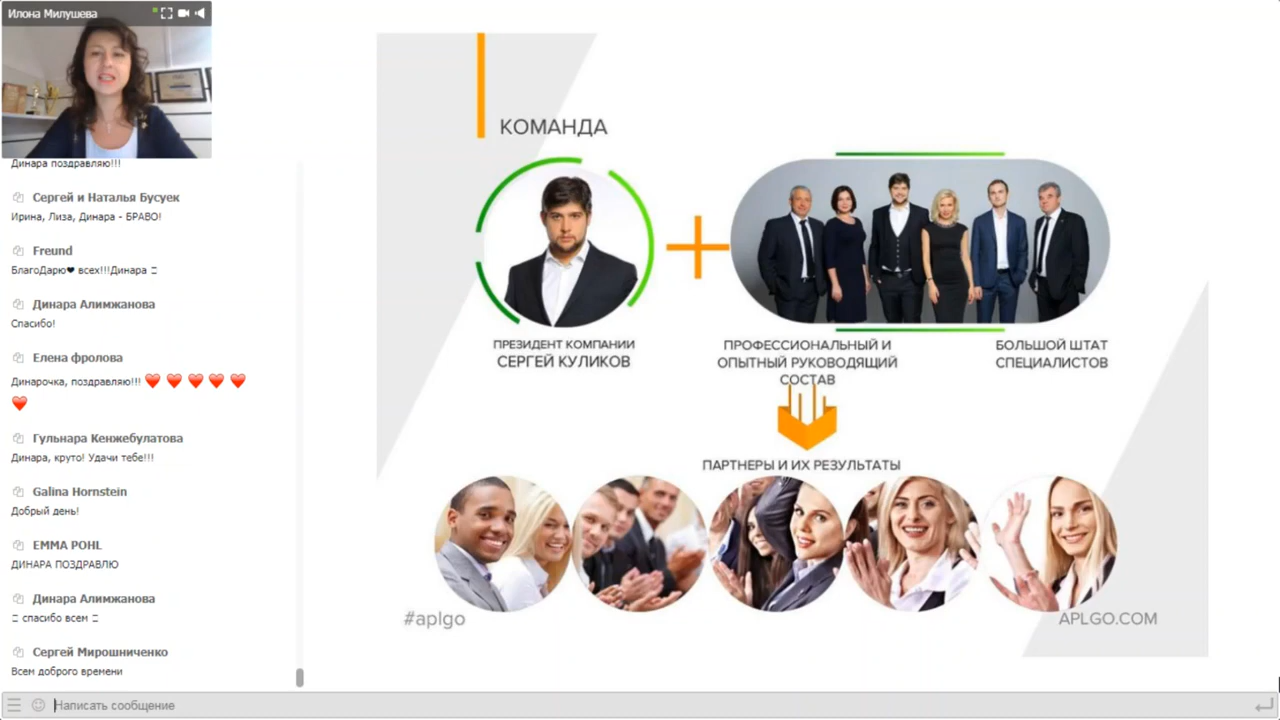 Илона Милушева
Динара поздравляю!!!
Сергей и Наталья Бусуек
Ирина, Лиза, Динара - БРАВО!
Freund
БлагоДарю❤ всех!!!Динара
Динара Алимжанова
Спасибо!
Елена фролова
Динарочка, поздравляю!!! ❤ ❤ ❤ ❤ ❤
❤
Гульнара Кенжебулатова
Динара, круто! Удачи тебе!!!
Galina Hornstein
Добрый день!
EMMA POHL
ДИНАРА ПОЗДРАВЛЮ
Динара Алимжанова
спасибо всем
Сергей Мирошниченко
Всем доброго времени
Написать сообщение
КОМАНДА
ПРЕЗИДЕНТ КОМПАНИИ
СЕРГЕЙ КУЛИКОВ
ПРОФЕССИОНАЛЬНЫЙ И
ОПЫТНЫЙ РУКОВОДЯЩИЙ
СОСТАВ
БОЛЬШОЙ ШТАТ
СПЕЦИАЛИСТОВ
ПАРТНЕРЫ И ИХ РЕЗУЛЬТАТЫ
#aplgo
APLGO.COM